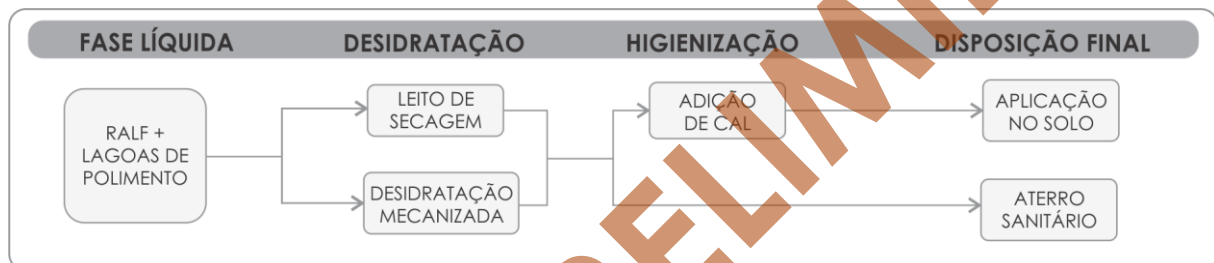 FASE LÍQUIDA
DESIDRATAÇÃO
HIGIENIZAÇÃO
DISPOSIÇÃO FINAL
RALF +
LAGOAS DE
POLIMENTO
LEITO DE
SECAGEM
DESIDRATAÇÃO
MECANIZADA
ADIÇÃO
DE CAL
APLICAÇÃO
NO SOLO
ATERRO
SANITÁRIO